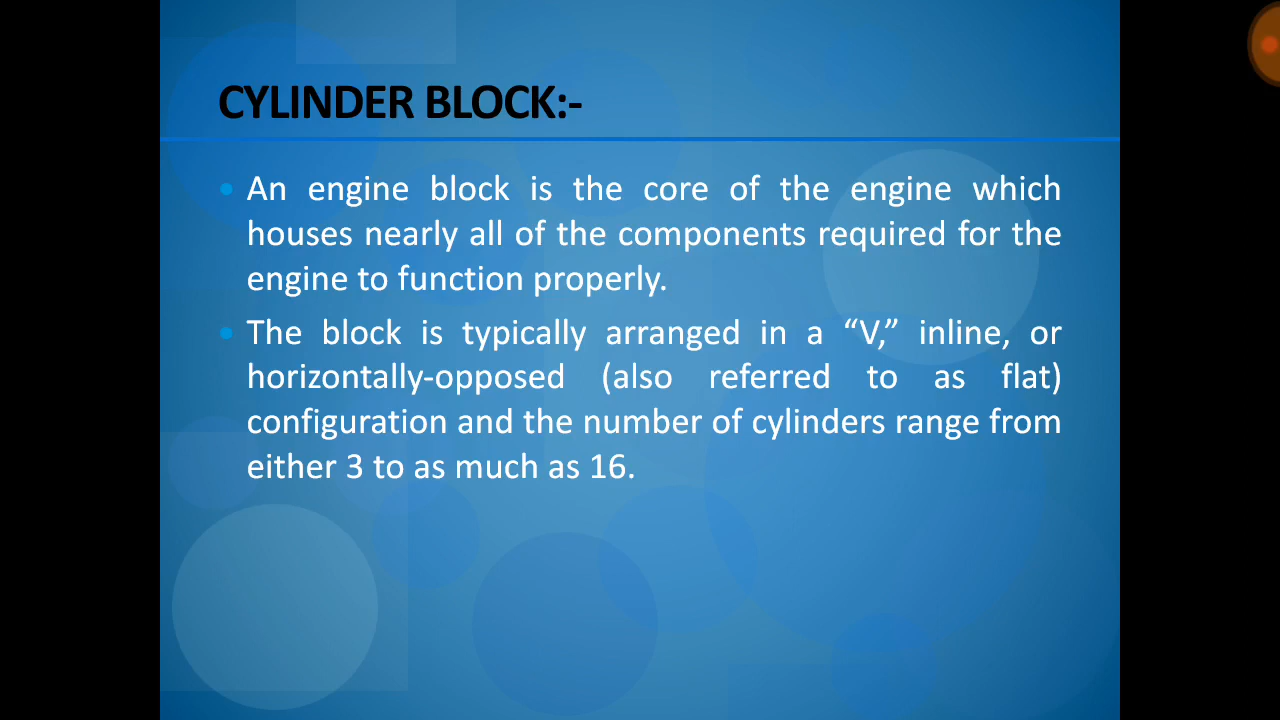 CYLINDER BLOCK:-
An engine block is the core of the engine which
houses nearly all of the components required for the
engine to function properly.
The block is typically arranged in a “V,” inline, or
horizontally-opposed (also referred to as flat)
configuration and the number of cylinders range from
either 3 to as much as 16.